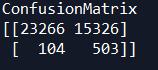 ConfusionMatrix
[[23266 15326]
 [  104   503]]